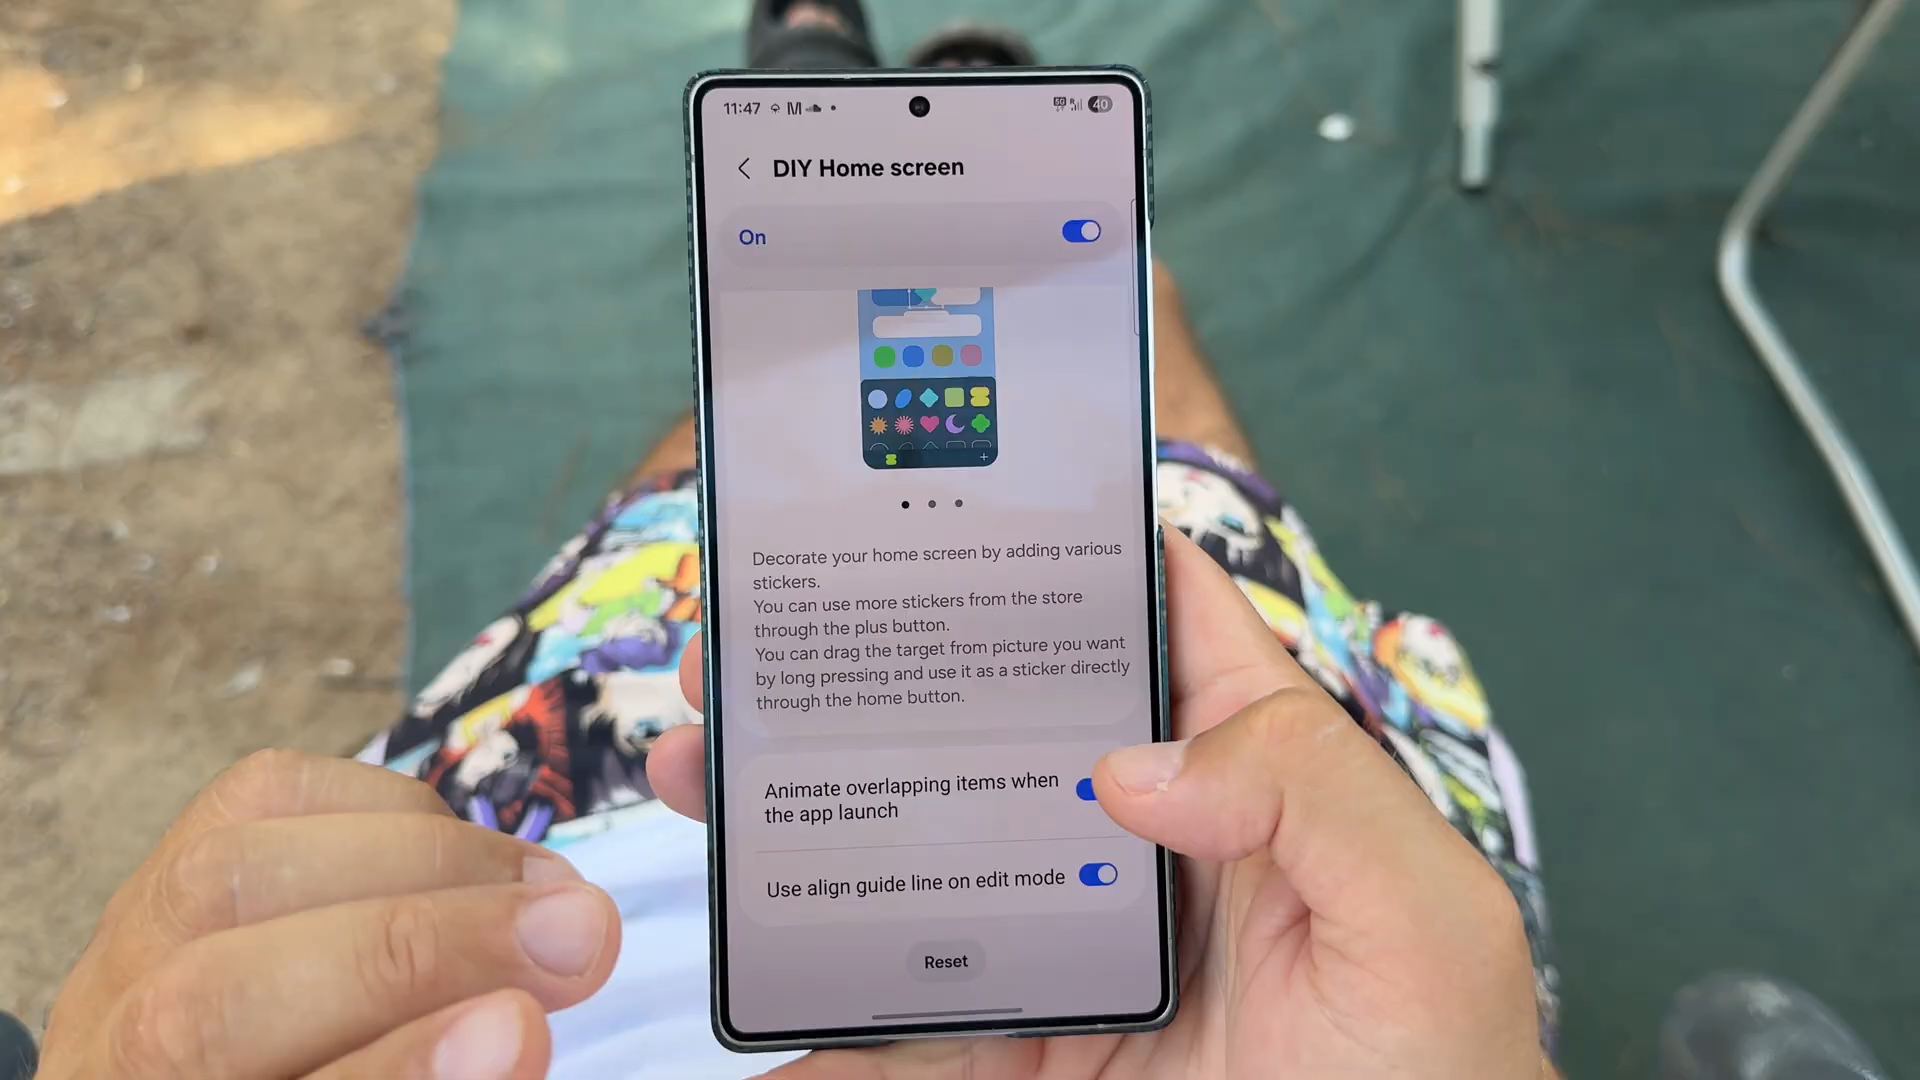 11:47 M
5G R 40
DIY Home screen
On
Decorate your home screen by adding various
stickers.
You can use more stickers from the store
through the plus button.
You can drag the target from picture you want
by long pressing and use it as a sticker directly
through the home button.
Animate overlapping items when
the app launch
Use align guide line on edit mode
Reset